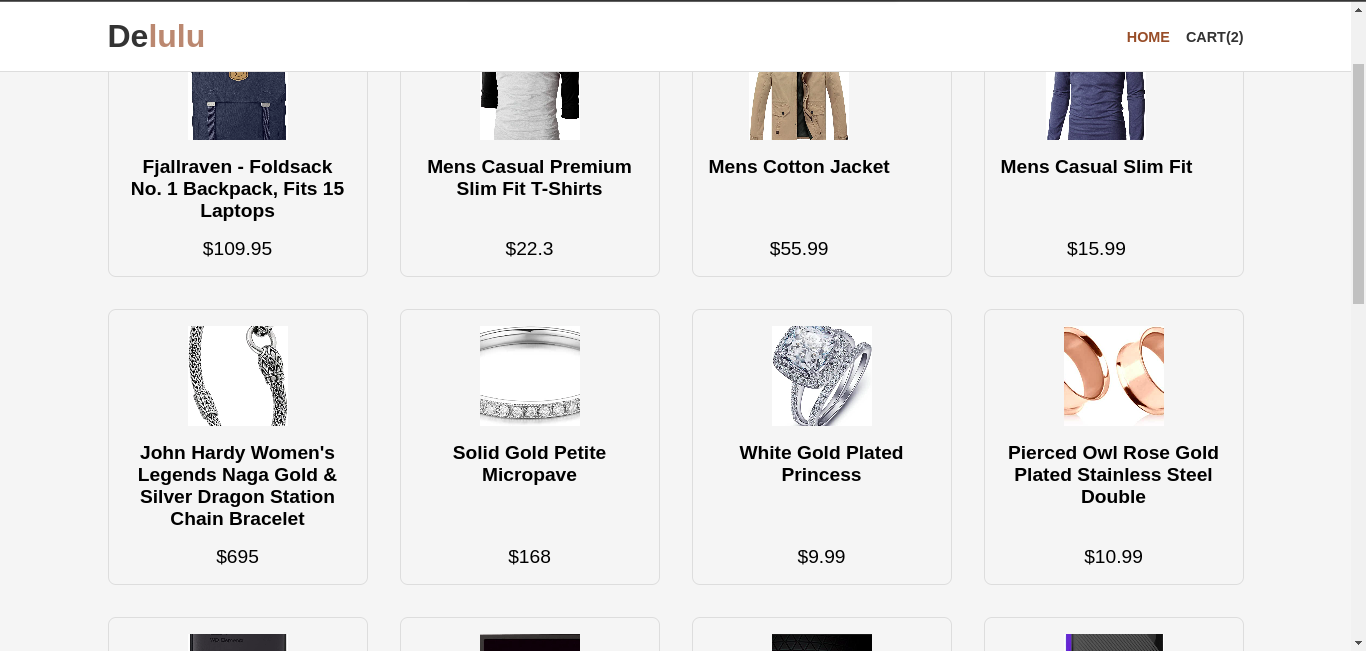 Delulu
HOME CART(2)
Fjallraven - Foldsack
No. 1 Backpack, Fits 15
Laptops
$109.95
Mens Casual Premium
Slim Fit T-Shirts
$22.3
Mens Cotton Jacket
$55.99
Mens Casual Slim Fit
$15.99
John Hardy Women's
Legends Naga Gold &
Silver Dragon Station
Chain Bracelet
$695
Solid Gold Petite
Micropave
$168
White Gold Plated
Princess
$9.99
Pierced Owl Rose Gold
Plated Stainless Steel
Double
$10.99